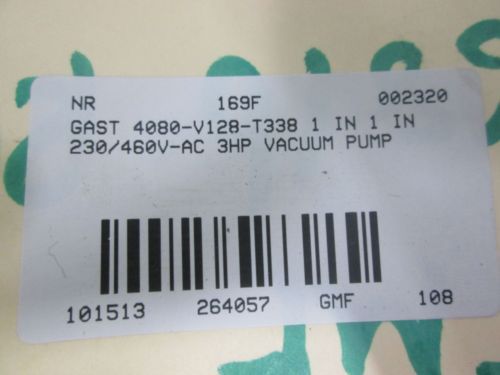 NR 169F 002320
GAST 4080-V128-T338 1 IN 1 IN
230/460V-AC 3HP VACUUM PUMP
101513 264057 GMF 108